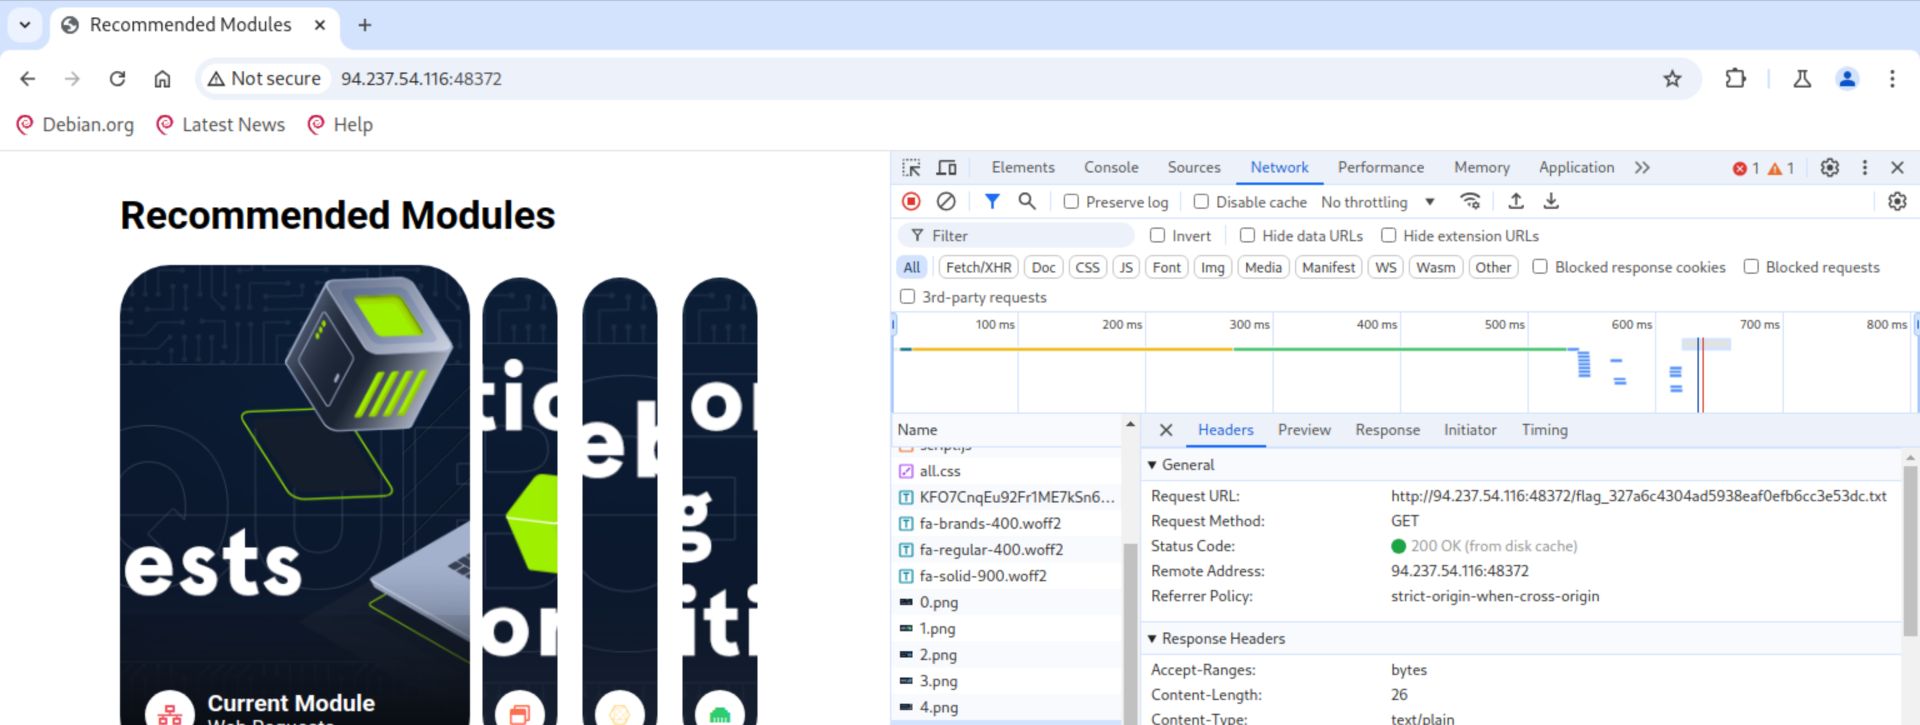 Recommended Modules
Not secure 94.237.54.116:48372
Debian.org Latest News Help
Elements Console Sources Network Performance Memory Application 1 1
Preserve log Disable cache No throttling
Filter Invert Hide data URLs Hide extension URLs
All Fetch/XHR Doc CSS JS Font Img Media Manifest WS Wasm Other Blocked response cookies Blocked requests
3rd-party requests
100 ms 200 ms 300 ms 400 ms 500 ms 600 ms 700 ms 800 ms
Recommended Modules
ests
tic
or
eb
or
g
iti
Current Module
Web Requests
Name
script.js
all.css
KFO7CnqEu92Fr1ME7kSn6...
fa-brands-400.woff2
fa-regular-400.woff2
fa-solid-900.woff2
0.png
1.png
2.png
3.png
4.png
Headers Preview Response Initiator Timing
General
Request URL: http://94.237.54.116:48372/flag_327a6c4304ad5938eaf0efb6cc3e53dc.txt
Request Method: GET
Status Code: 200 OK (from disk cache)
Remote Address: 94.237.54.116:48372
Referrer Policy: strict-origin-when-cross-origin
Response Headers
Accept-Ranges: bytes
Content-Length: 26
Content-Type: text/plain